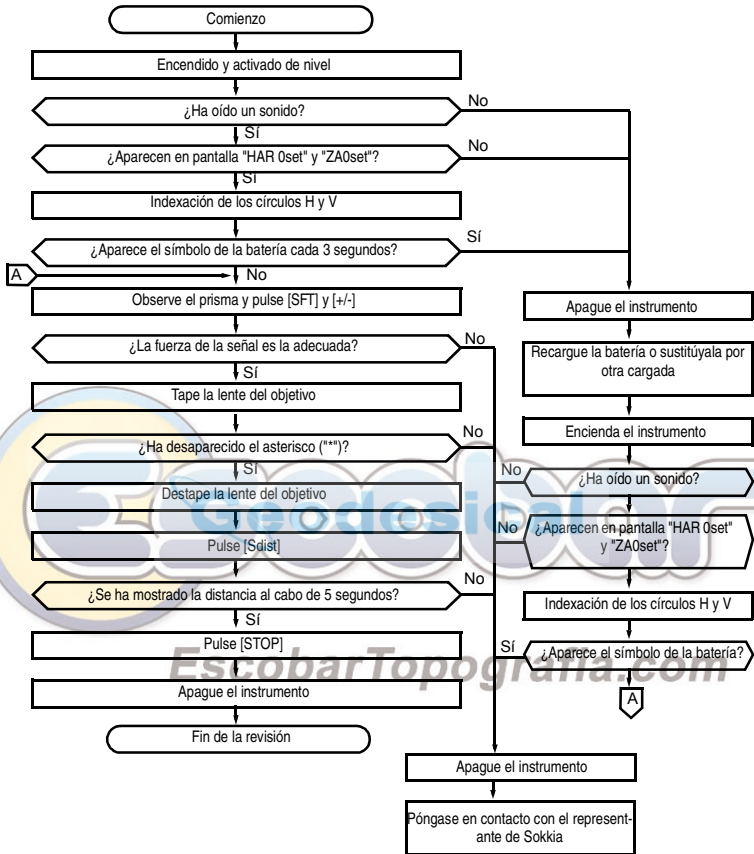 Comienzo
Encendido y activado de nivel
¿Ha oído un sonido?
No
Sí
¿Aparecen en pantalla "HAR 0set" y "ZA0set"?
No
Sí
Indexación de los círculos H y V
¿Aparece el símbolo de la batería cada 3 segundos?
Sí
A
No
Observe el prisma y pulse [SFT] y [+/-]
¿La fuerza de la señal es la adecuada?
No
Sí
Tape la lente del objetivo
¿Ha desaparecido el asterisco ("*")?
No
Sí
Destape la lente del objetivo
Pulse [Sdist]
¿Se ha mostrado la distancia al cabo de 5 segundos?
No
Sí
Pulse [STOP]
Apague el instrumento
Fin de la revisión
Apague el instrumento
Recargue la batería o sustitúyala por
otra cargada
Encienda el instrumento
No
¿Ha oído un sonido?
No
¿Aparecen en pantalla "HAR 0set"
y "ZA0set"?
Indexación de los círculos H y V
Sí
¿Aparece el símbolo de la batería?
A
Apague el instrumento
Póngase en contacto con el represent-
ante de Sokkia
Escobar
Geodesical
EscobarTopografia.com